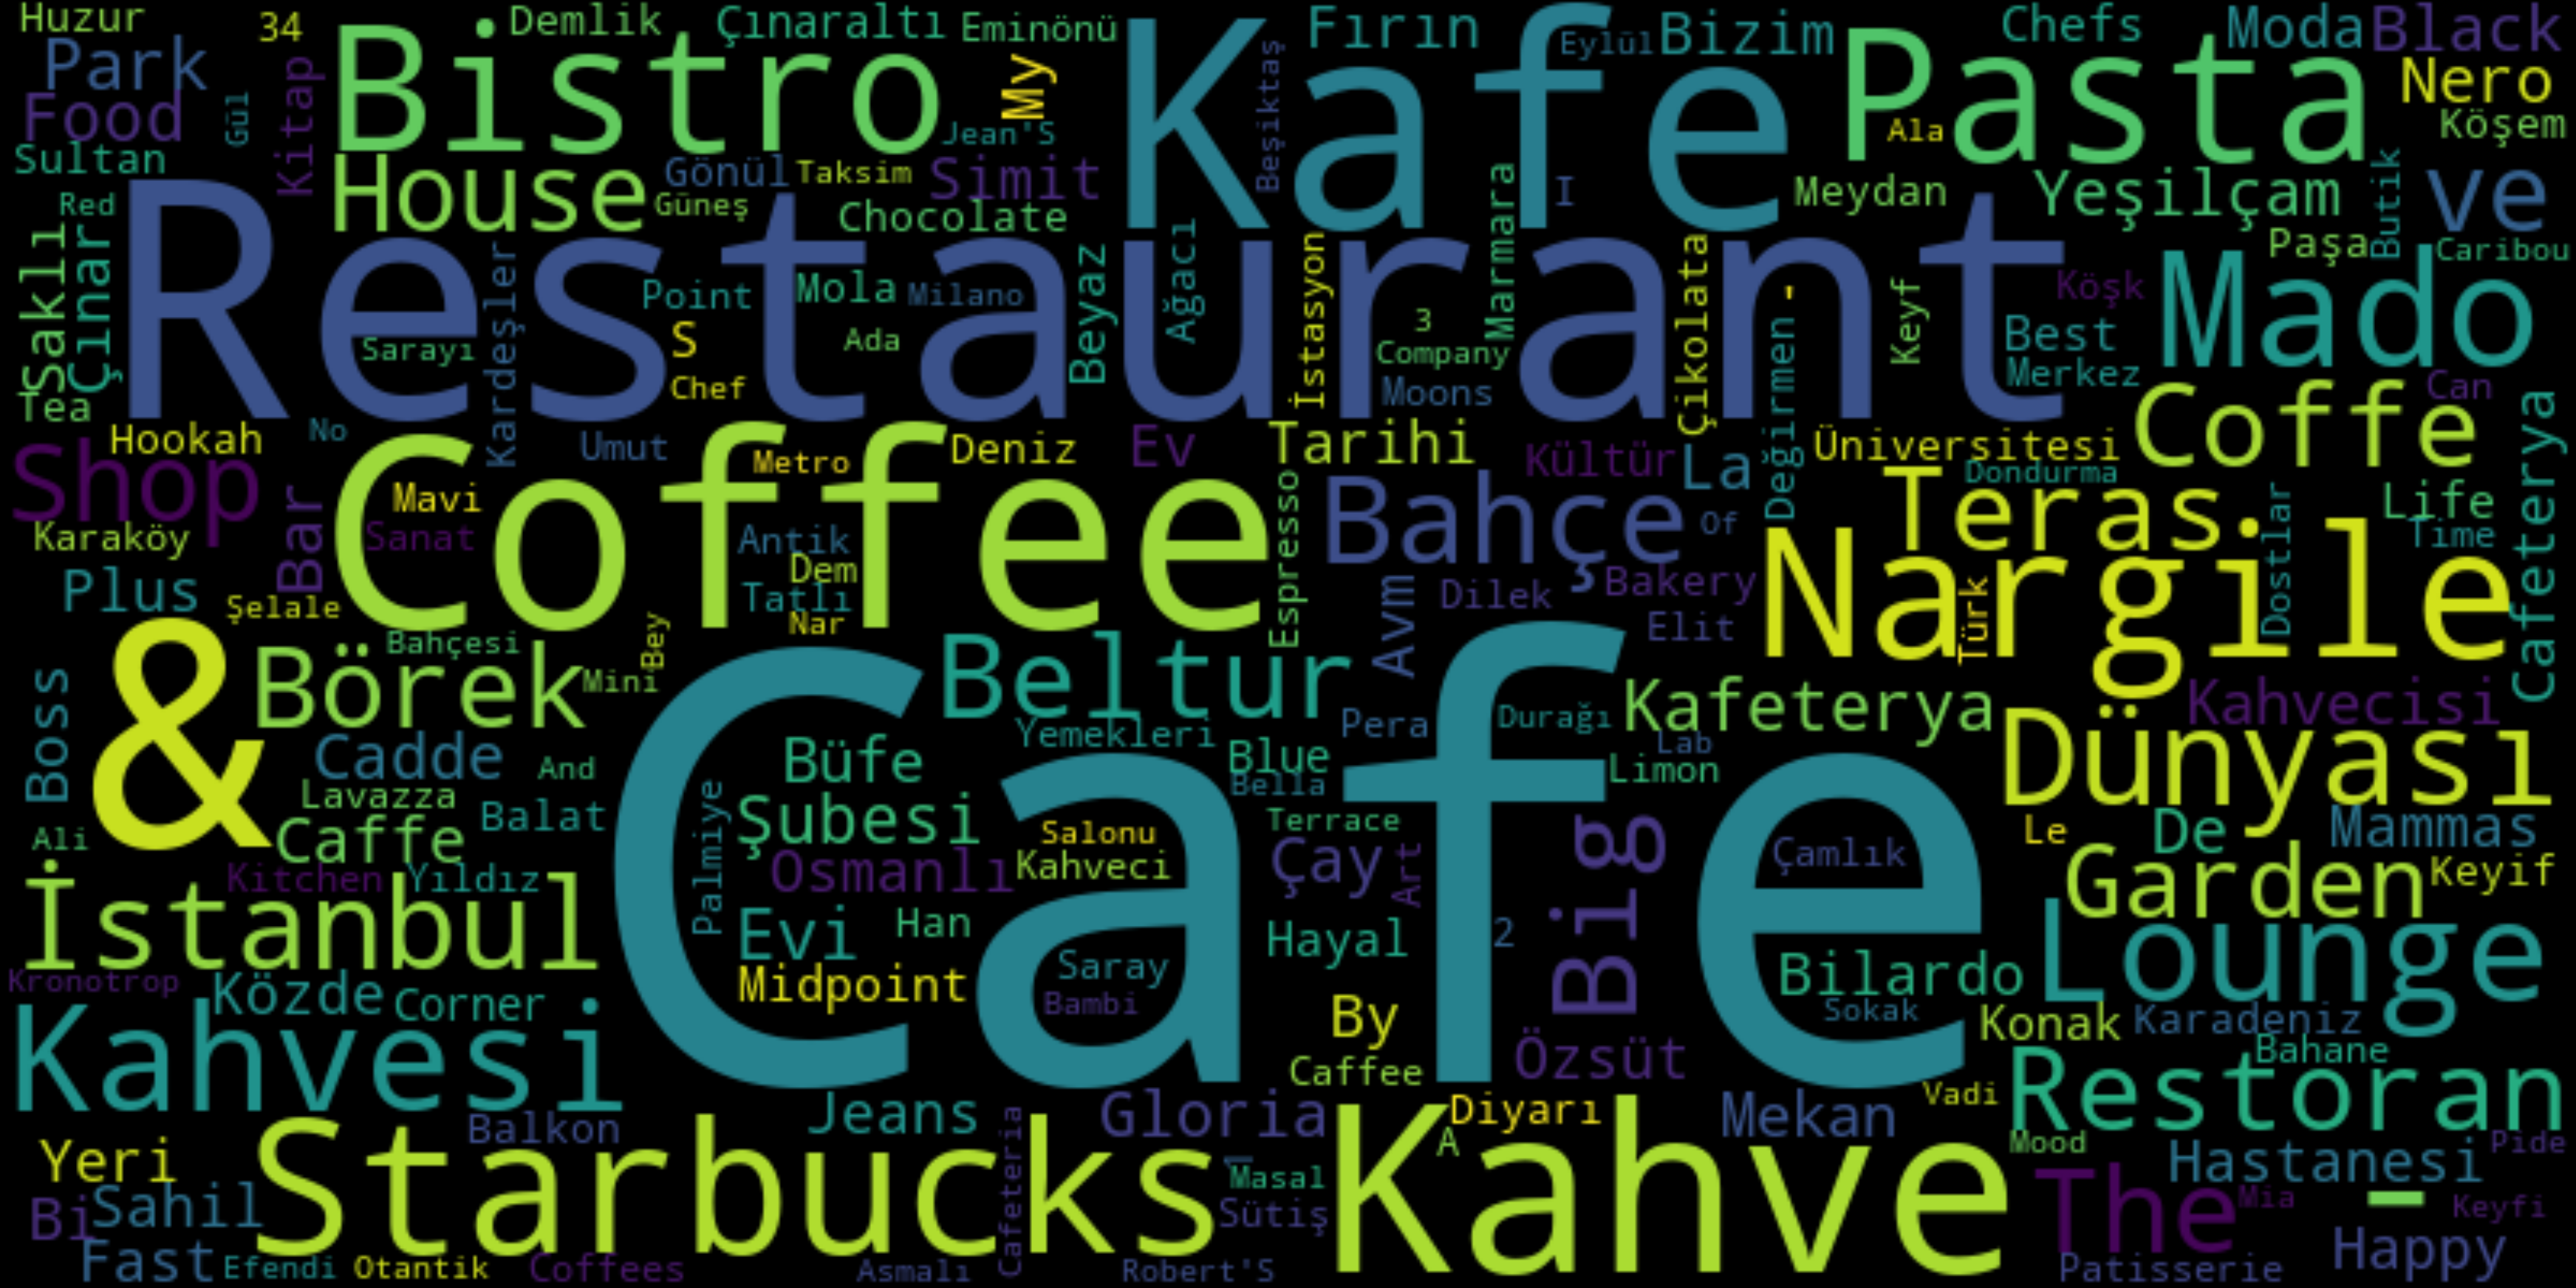 Huzur
34
Demlik
Çınaraltı
Eminönü
Fırın
Eylül
Bizim
Chefs
Moda
Black
Park
Bistro
Kafe
Pasta
Nero
Food
Gül
Kitap
My
Jean'S
Beşiktaş
Ala
Köşem
Sultan
House
Gönül
Taksim
Simit
I
Meydan
Yeşilçam
Butik
ve
Red
Güneş
Chocolate
Ağacı
Marmara
Paşa
Caribou
Saklı
Çınar
Restaurant
Kardeşler
Point
Mola
Milano
Beyaz
İstasyon
3
Çikolata
Değirmen
-
Keyf
Köşk
Mado
Sarayı
S
Ada
Company
Best
Tea
Chef
Moons
Merkez
Can
Hookah
No
Umut
Metro
Deniz
Ev
Tarihi
Kültür
La
Üniversitesi
Coffe
Cafeterya
Shop
Coffee
Mavi
Espresso
Bahçe
Of
Dondurma
Teras
Life
Karaköy
Bar
Sanat
Antik
Nargile
Dostlar
Time
Plus
Dem
Avm
Dilek
Bakery
Türk
Şelale
Tatlı
Nar
Elit
&
Bahçesi
Bey
Börek
Mini
Beltur
Kafeterya
Kahvecisi
Boss
Cadde
And
Cafe
Büfe
Yemekleri
Blue
Pera
Durağı
Lab
Dünyası
Lavazza
Bella
Limon
Ali
Caffe
Balat
Palmiye
Şubesi
Salonu
Terrace
Big
Le
De
Mammas
Kitchen
Yıldız
Osmanlı
Kahveci
Çay
Art
Çamlık
Garden
Keyif
İstanbul
Evi
Han
Hayal
2
Lounge
Kronotrop
Közde
Corner
Midpoint
Saray
Bambi
Bilardo
Sokak
Konak
Karadeniz
Kahvesi
By
Özsüt
Bahane
Caffee
Restoran
Jeans
Gloria
Diyarı
Mekan
Vadi
Yeri
Balkon
Starbucks
Cafeteria
A
Kahve
Mood
Hastanesi
Pide
Bi
Sahil
Masal
Sütiş
The
Mia
Keyfi
Fast
Efendi
Otantik
Coffees
Asmalı
Robert'S
Patisserie
Happy